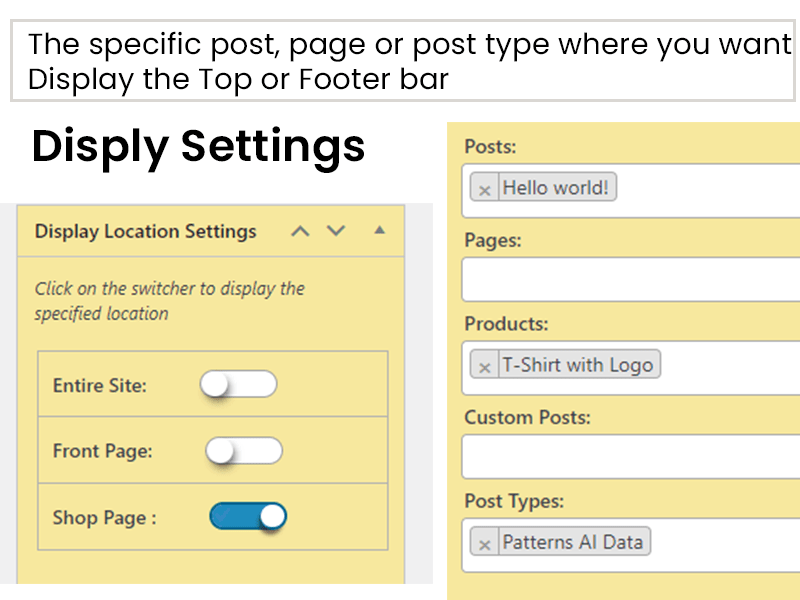 The specific post, page or post type where you want
Display the Top or Footer bar
Disply Settings
Display Location Settings
Click on the switcher to display the
specified location
Entire Site:
Front Page:
Shop Page :
Posts:
× Hello world!
Pages:
Products:
× T-Shirt with Logo
Custom Posts:
Post Types:
× Patterns AI Data